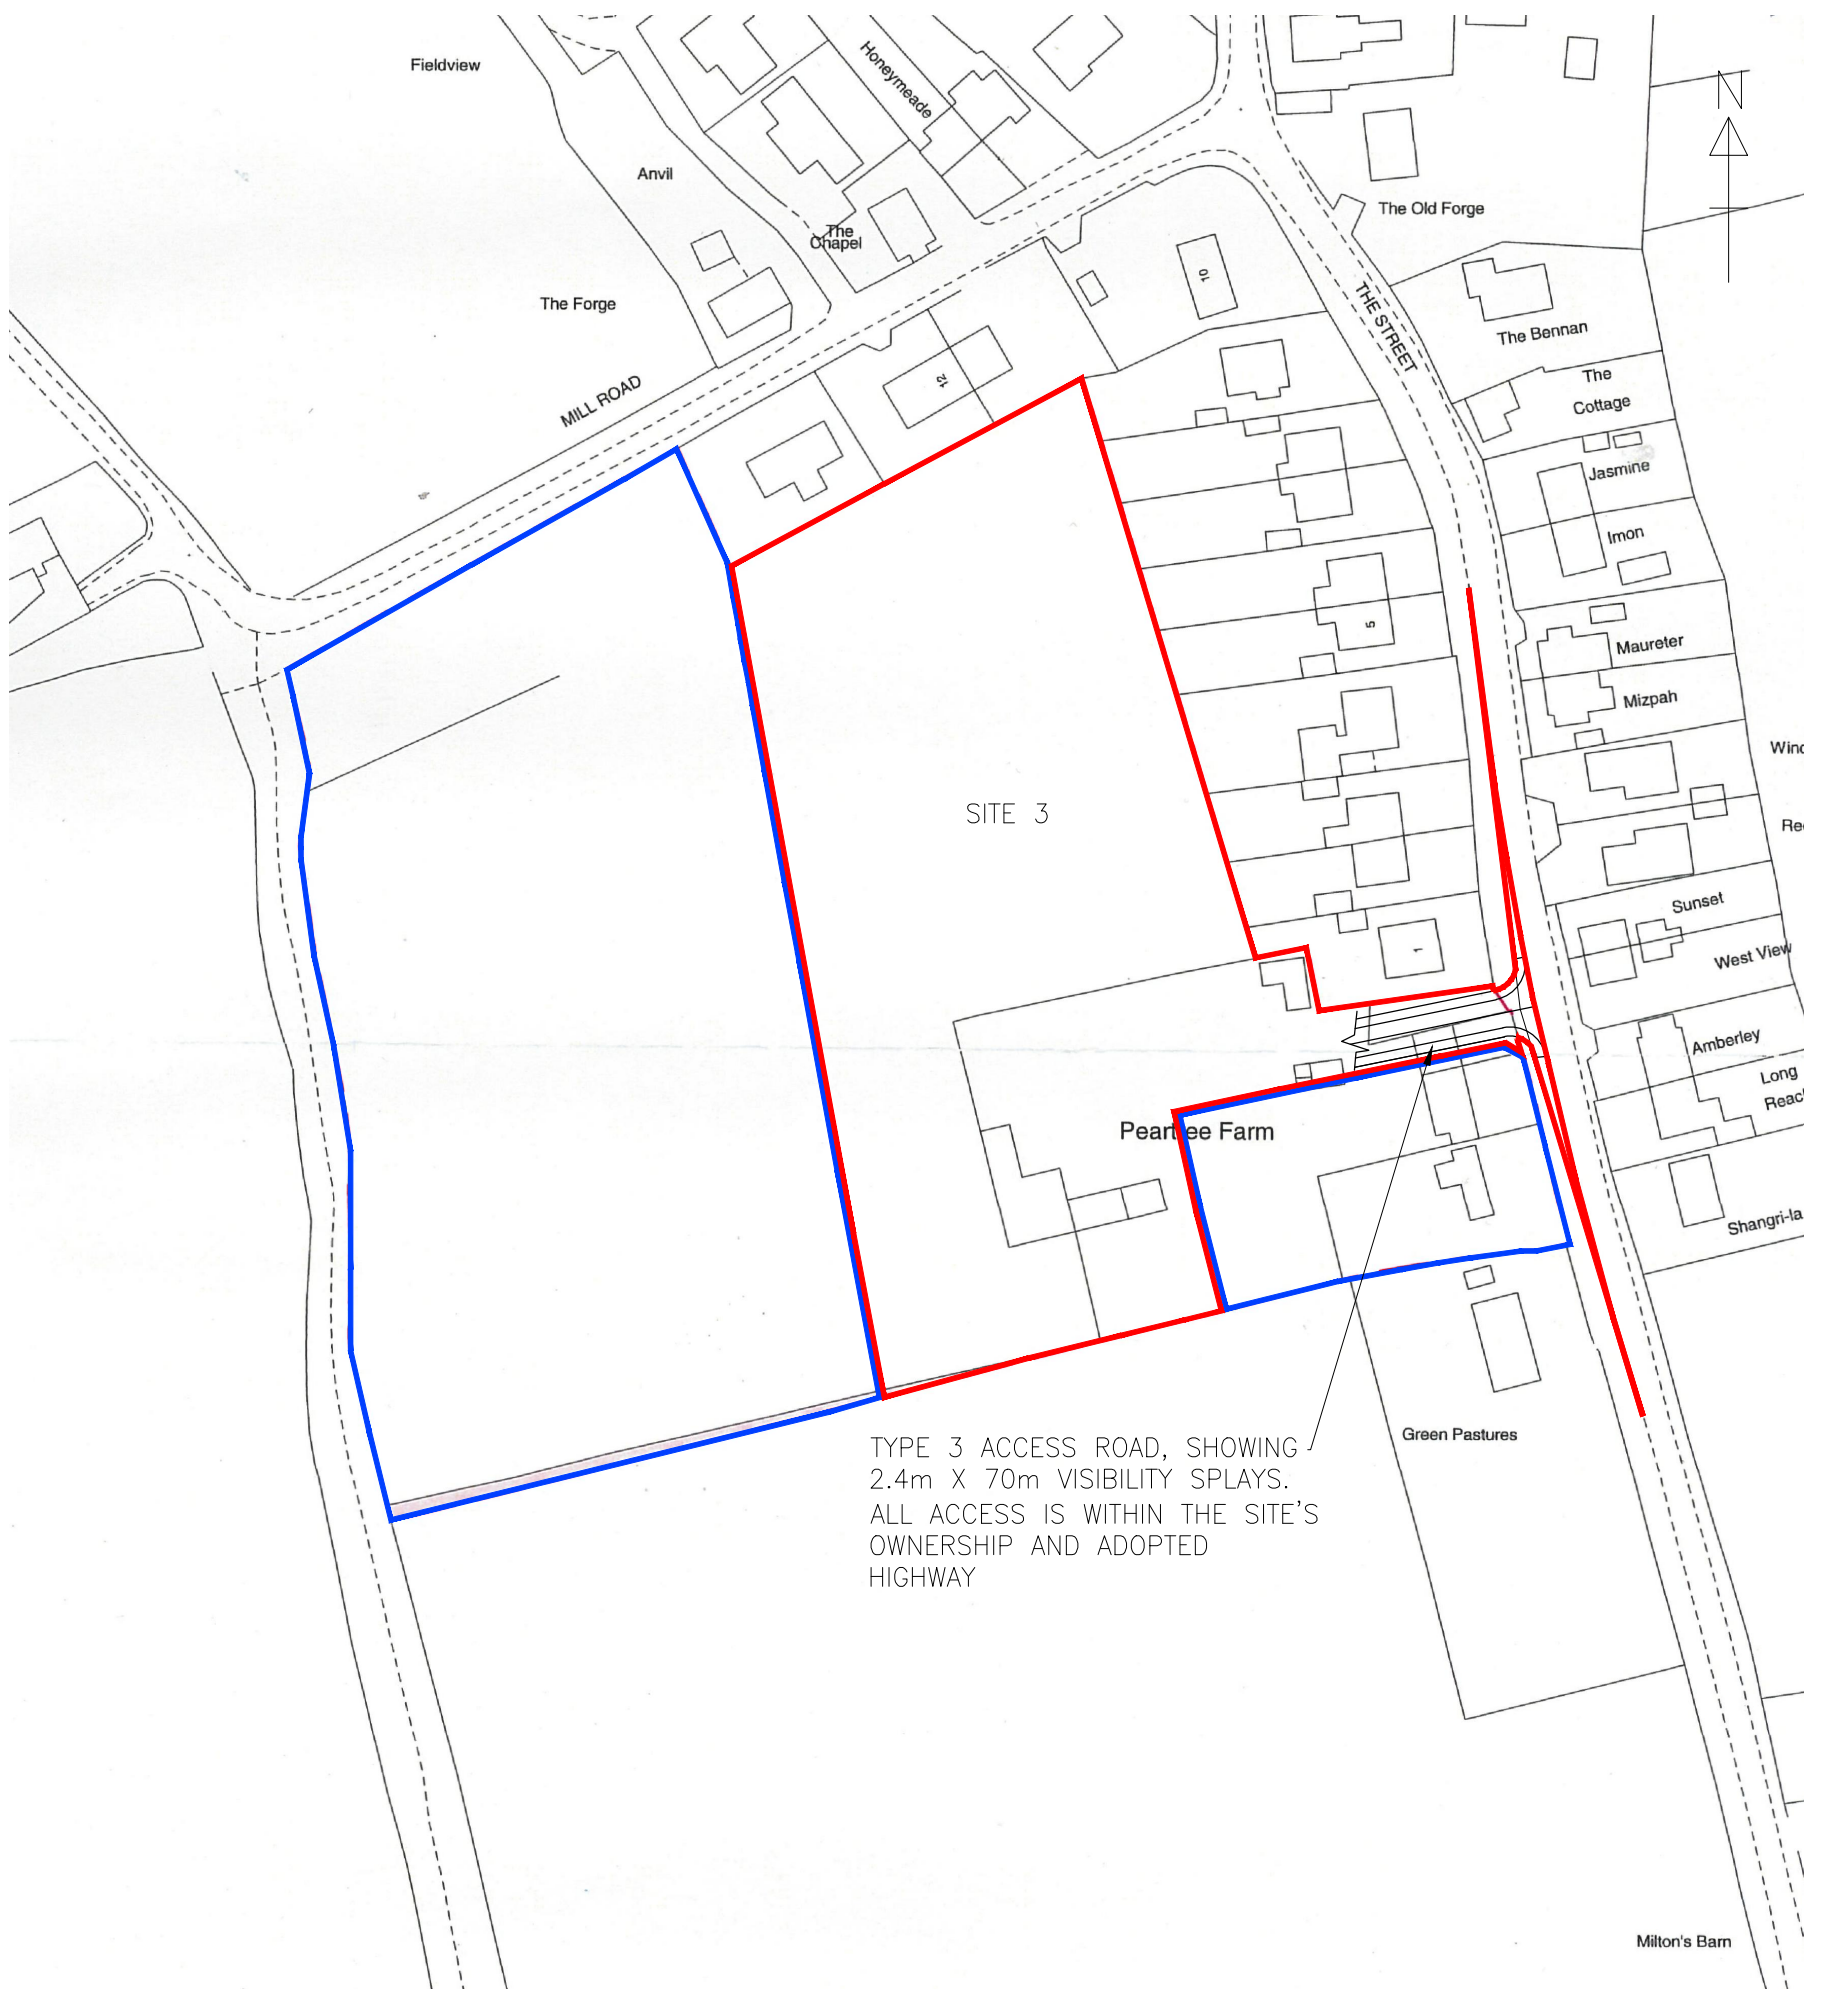 Fieldview
Honeymeade
N
Anvil
The Old Forge
The
Chapel
10
The Forge
THE STREET
The Bennan
MILL ROAD
12
The
Cottage
Jasmine
Imon
5
Maureter
Mizpah
SITE 3
Sunset
1
West View
Amberley
Long
Peartree Farm
Shangri-la
TYPE 3 ACCESS ROAD, SHOWING
2.4m X 70m VISIBILITY SPLAYS.
ALL ACCESS IS WITHIN THE SITE'S
OWNERSHIP AND ADOPTED
HIGHWAY
Green Pastures
Milton's Barn